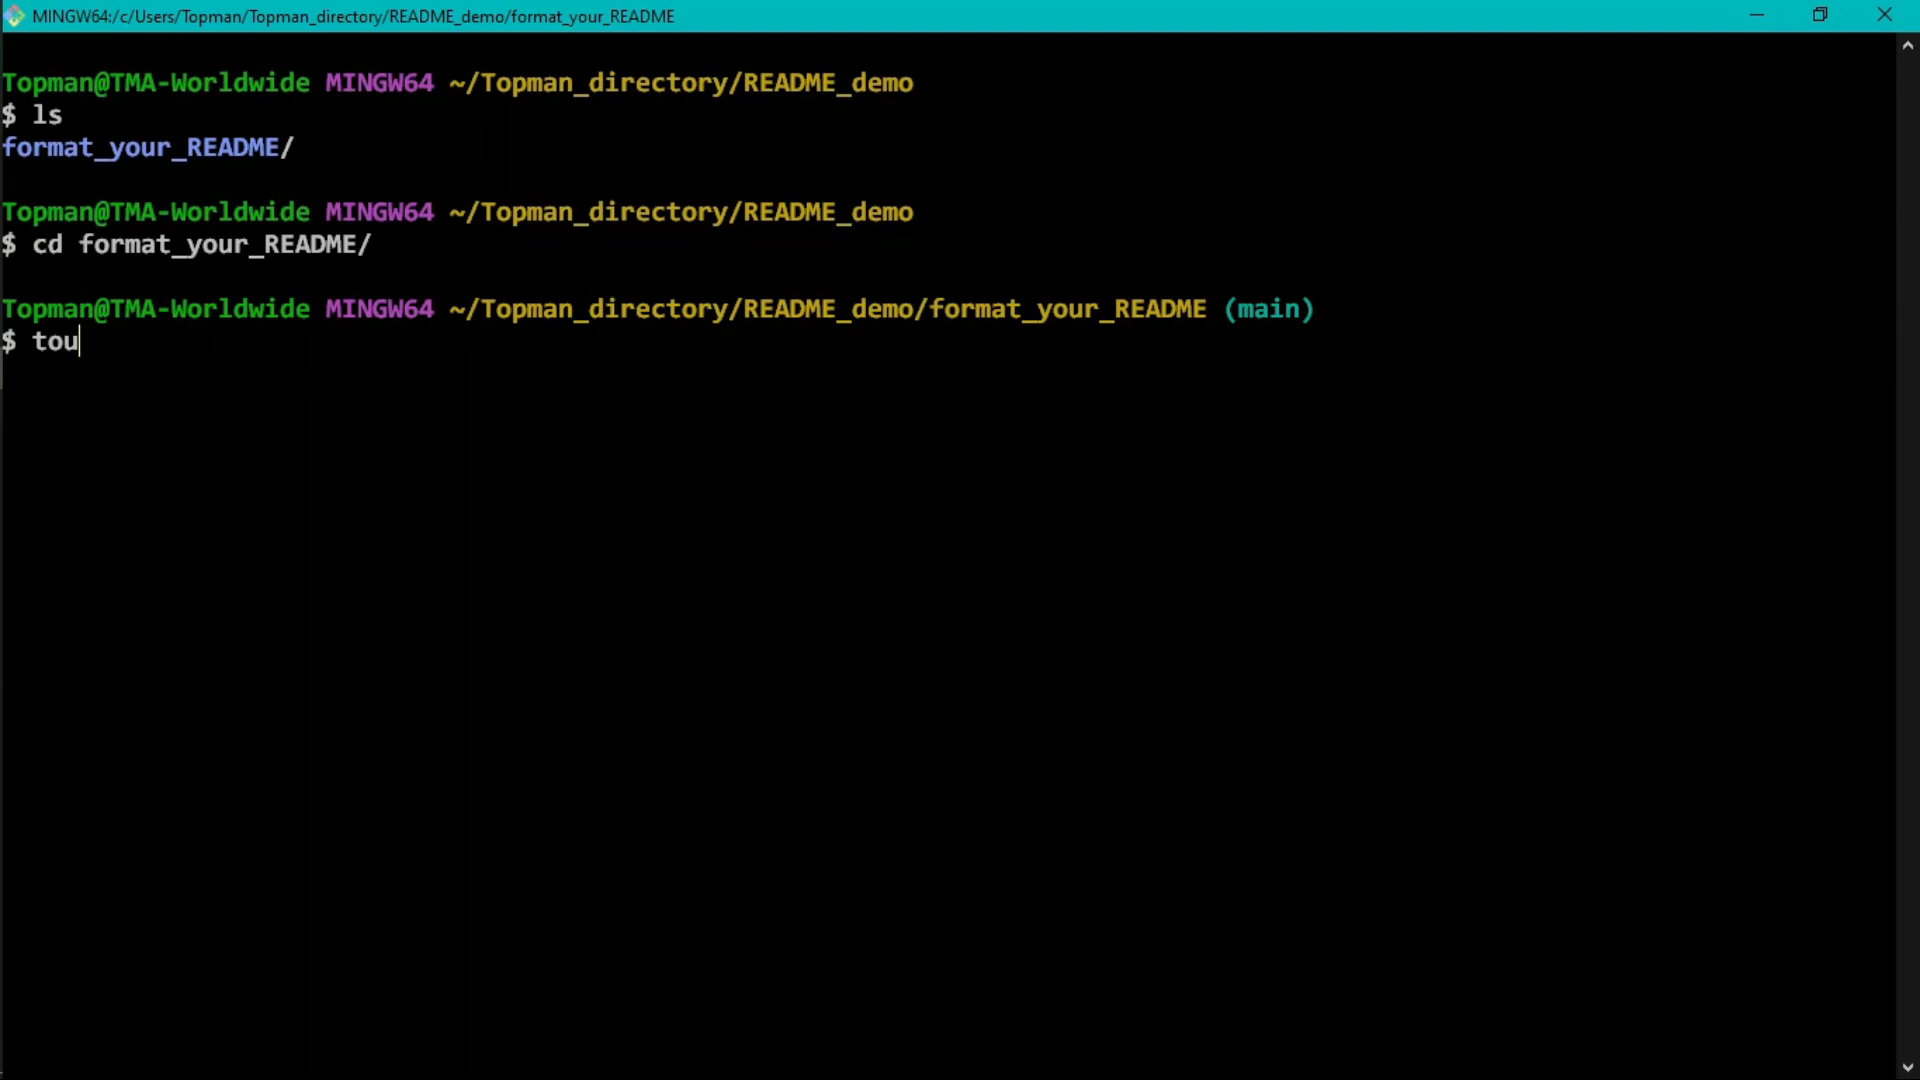 MINGW64:/c/Users/Topman/Topman_directory/README_demo/format_your_README
Topman@TMA-Worldwide MINGW64 ~/Topman_directory/README_demo
$ ls
format_your_README/
Topman@TMA-Worldwide MINGW64 ~/Topman_directory/README_demo
$ cd format_your_README/
Topman@TMA-Worldwide MINGW64 ~/Topman_directory/README_demo/format_your_README (main)
$ tou